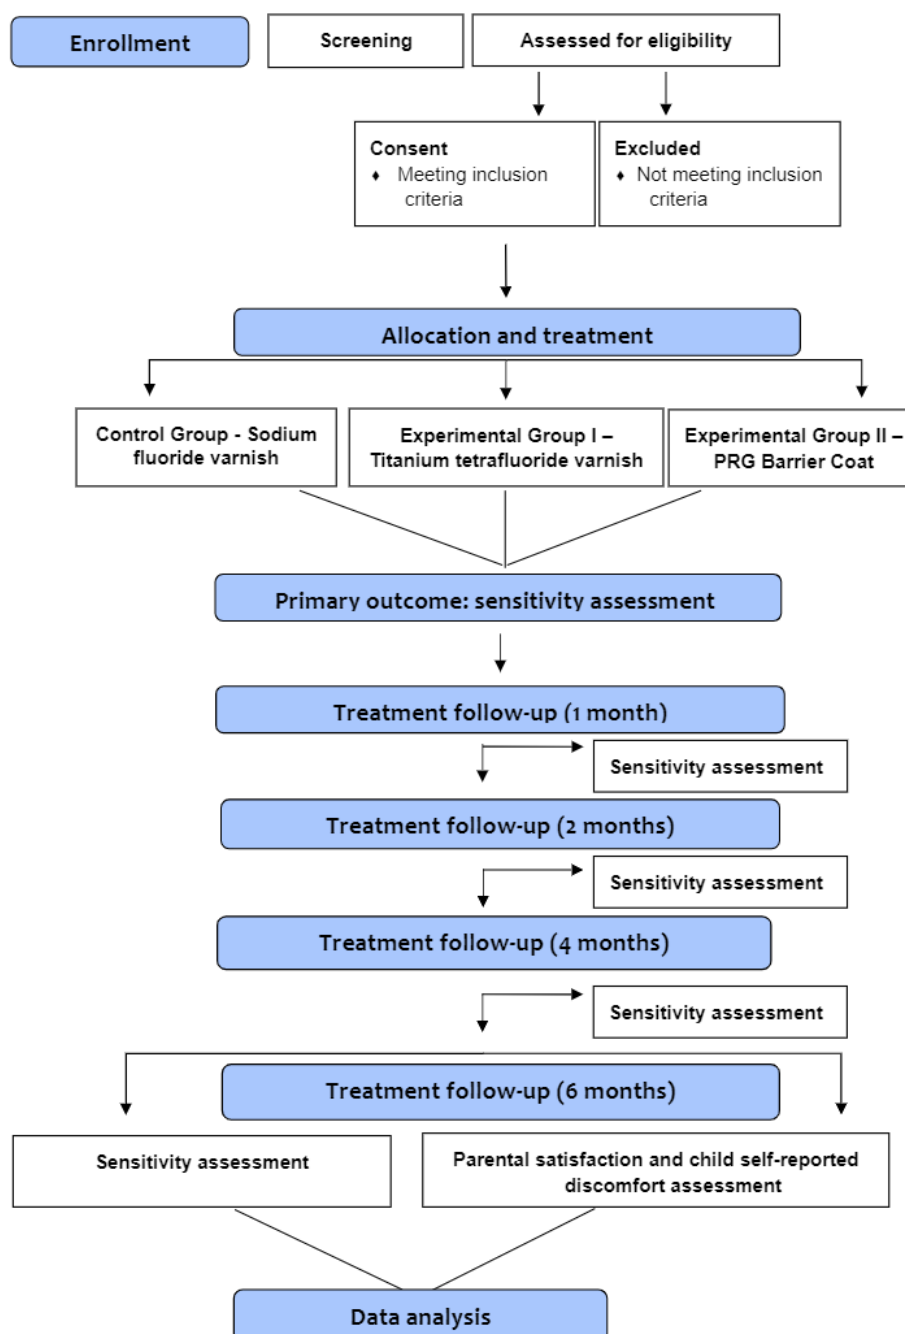 Enrollment
Screening
Assessed for eligibility
Consent
♦ Meeting inclusion
criteria
Excluded
♦ Not meeting inclusion
criteria
Allocation and treatment
Control Group - Sodium
fluoride varnish
Experimental Group I –
Titanium tetrafluoride varnish
Experimental Group II –
PRG Barrier Coat
Primary outcome: sensitivity assessment
Treatment follow-up (1 month)
Sensitivity assessment
Treatment follow-up (2 months)
Sensitivity assessment
Treatment follow-up (4 months)
Sensitivity assessment
Treatment follow-up (6 months)
Sensitivity assessment
Parental satisfaction and child self-reported
discomfort assessment
Data analysis